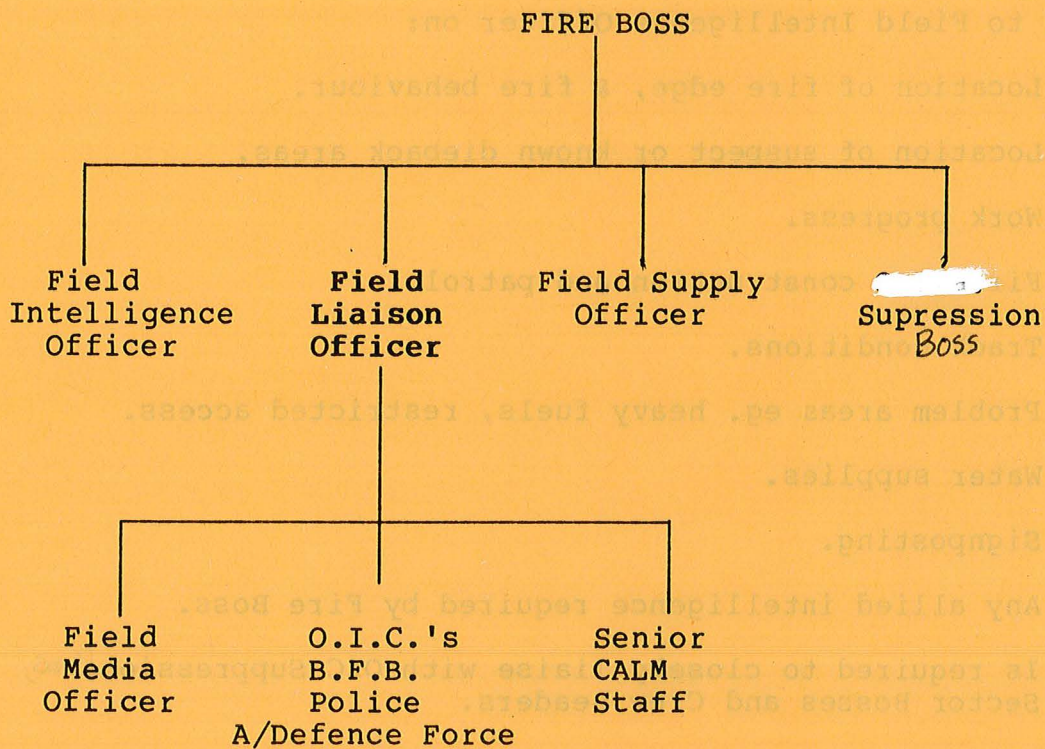 FIRE BOSS
Field
Intelligence
Officer
Field
Liaison
Officer
Field Supply
Officer
Supression
BOSS
Field
Media
Officer
O.I.C.'s
B.F.B.
Police
A/Defence Force
Senior
CALM
Staff